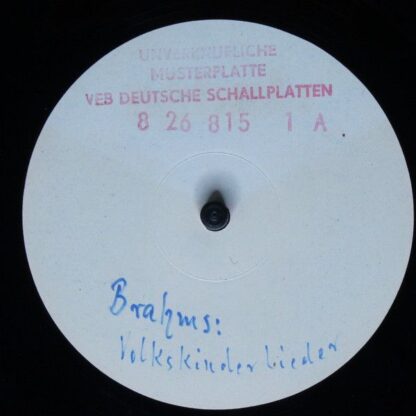 UNVERKÄUFLICHE
MUSTERPLATTE
VEB DEUTSCHE SCHALLPLATTEN
8 26 815 1 A
Brahms:
Volkskinderlieder